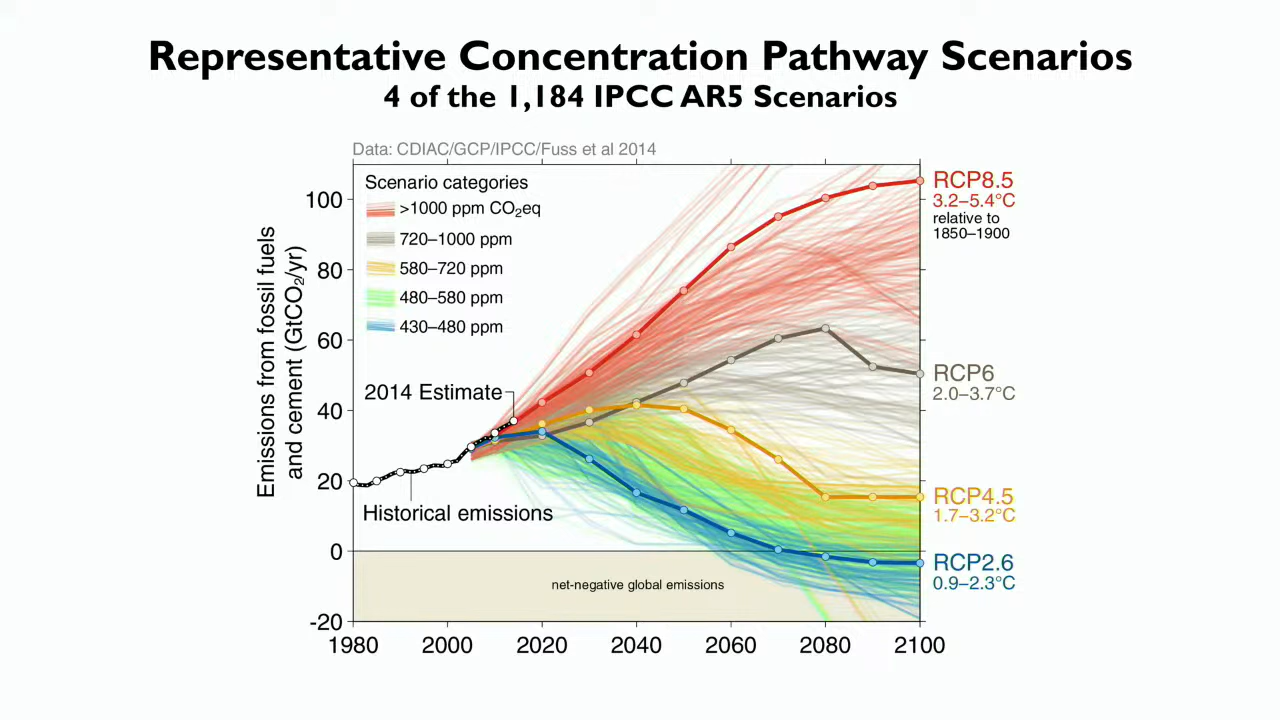 Representative Concentration Pathway Scenarios
4 of the 1,184 IPCC AR5 Scenarios
Data: CDIAC/GCP/IPCC/Fuss et al 2014
Emissions from fossil fuels
and cement (GtCO₂/yr)
100
80
60
40
20
0
-20
Scenario categories
>1000 ppm CO₂eq
720–1000 ppm
580–720 ppm
480–580 ppm
430–480 ppm
2014 Estimate
Historical emissions
net-negative global emissions
RCP8.5
3.2–5.4°C
relative to
1850–1900
RCP6
2.0–3.7°C
RCP4.5
1.7–3.2°C
RCP2.6
0.9–2.3°C
1980 2000 2020 2040 2060 2080 2100